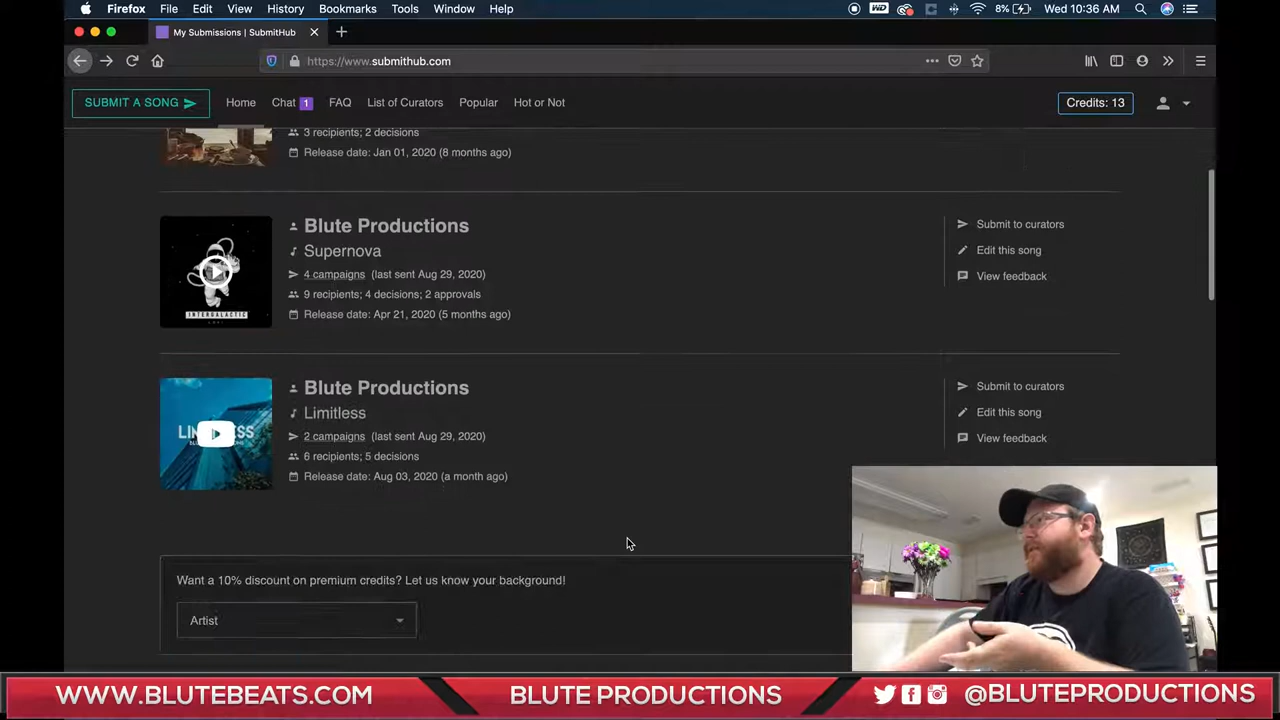 Firefox File Edit View History Bookmarks Tools Window Help
WD 8% Wed 10:36 AM
My Submissions | SubmitHub
https://www.submithub.com
SUBMIT A SONG Home Chat 1 FAQ List of Curators Popular Hot or Not Credits: 13
3 recipients; 2 decisions
Release date: Jan 01, 2020 (8 months ago)
Blute Productions
Supernova
4 campaigns (last sent Aug 29, 2020)
9 recipients; 4 decisions; 2 approvals
Release date: Apr 21, 2020 (5 months ago)
INTERGALACTIC
Submit to curators
Edit this song
View feedback
Blute Productions
Limitless
2 campaigns (last sent Aug 29, 2020)
6 recipients; 5 decisions
Release date: Aug 03, 2020 (a month ago)
Submit to curators
Edit this song
View feedback
Want a 10% discount on premium credits? Let us know your background!
Artist
WWW.BLUTEBEATS.COM BLUTE PRODUCTIONS @BLUTEPRODUCTIONS